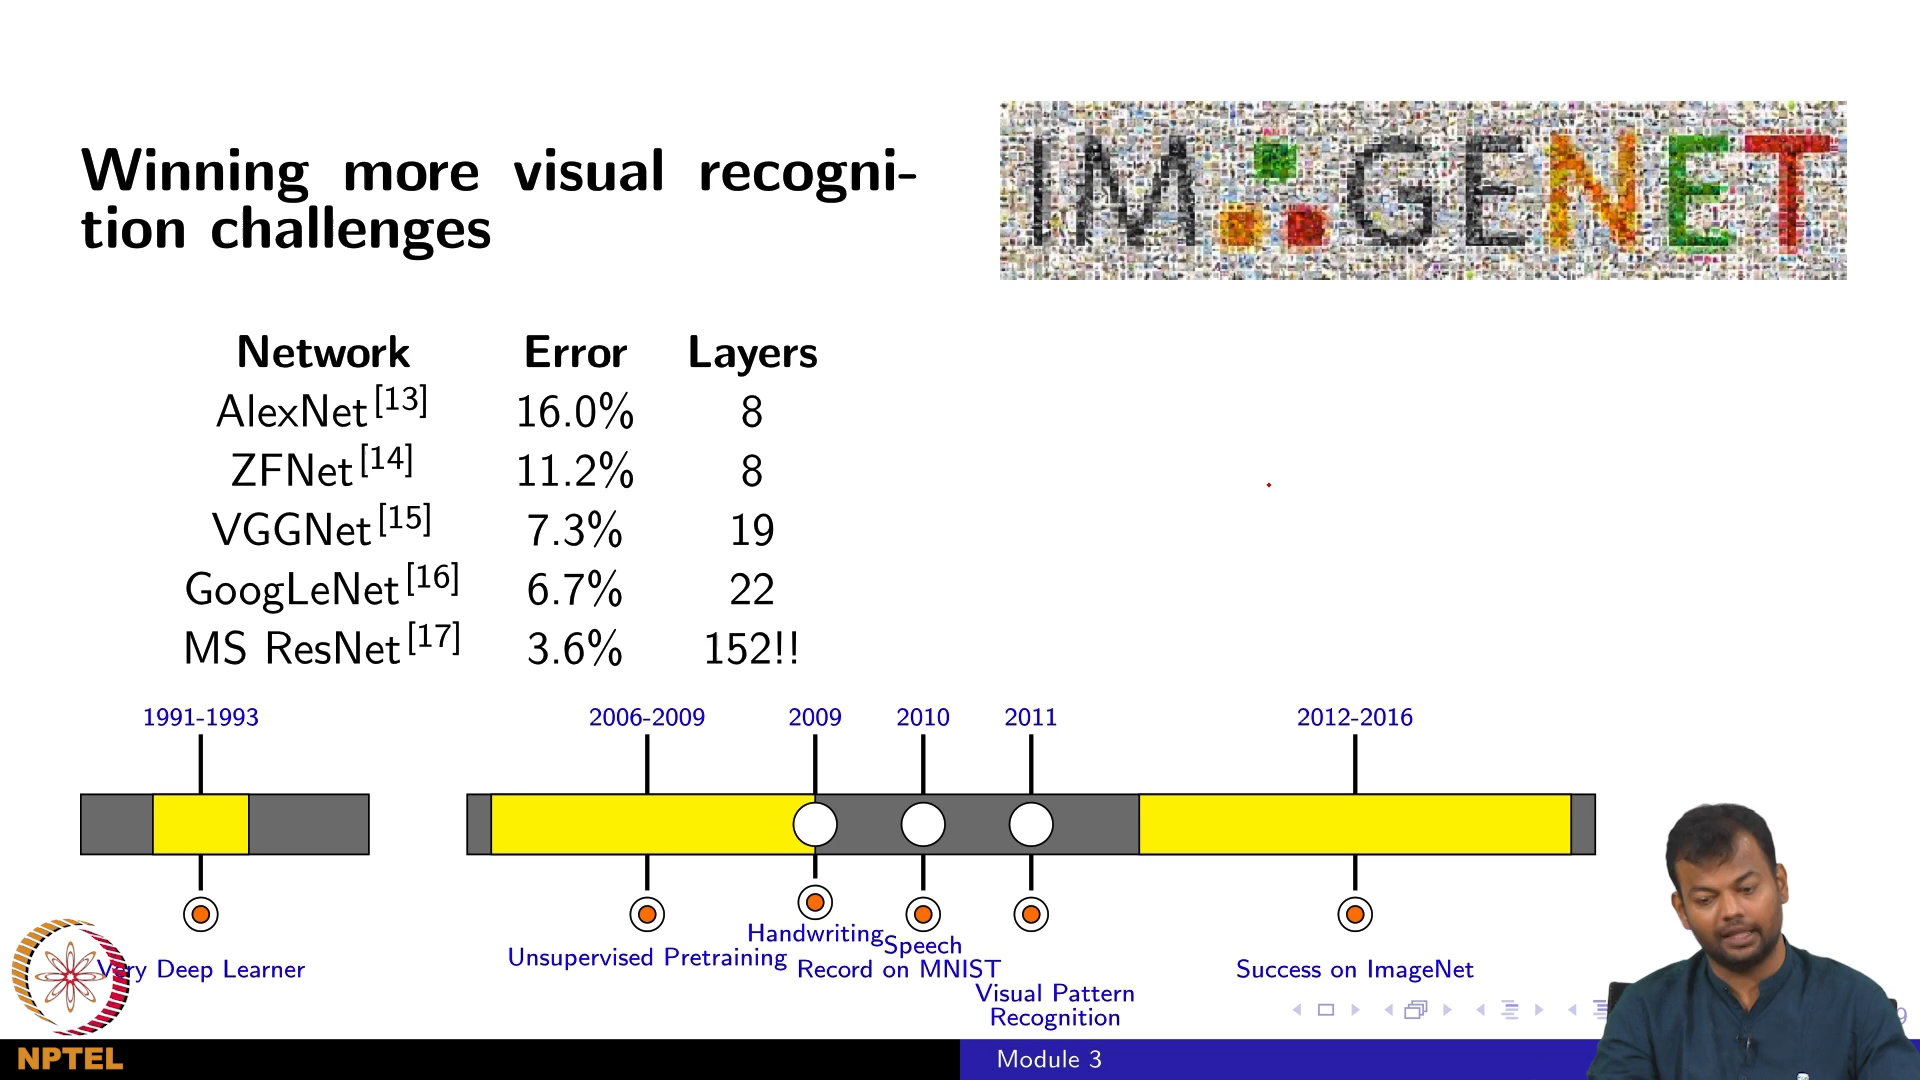 Winning more visual recogni-
tion challenges
IMAGENET
Network Error Layers
AlexNet[13] 16.0% 8
ZFNet[14] 11.2% 8
VGGNet[15] 7.3% 19
GoogLeNet[16] 6.7% 22
MS ResNet[17] 3.6% 152!!
1991-1993 2006-2009 2009 2010 2011 2012-2016
Very Deep Learner
Unsupervised Pretraining
Handwriting
Speech
Record on MNIST
Visual Pattern
Recognition
Success on ImageNet
NPTEL
Module 3
9